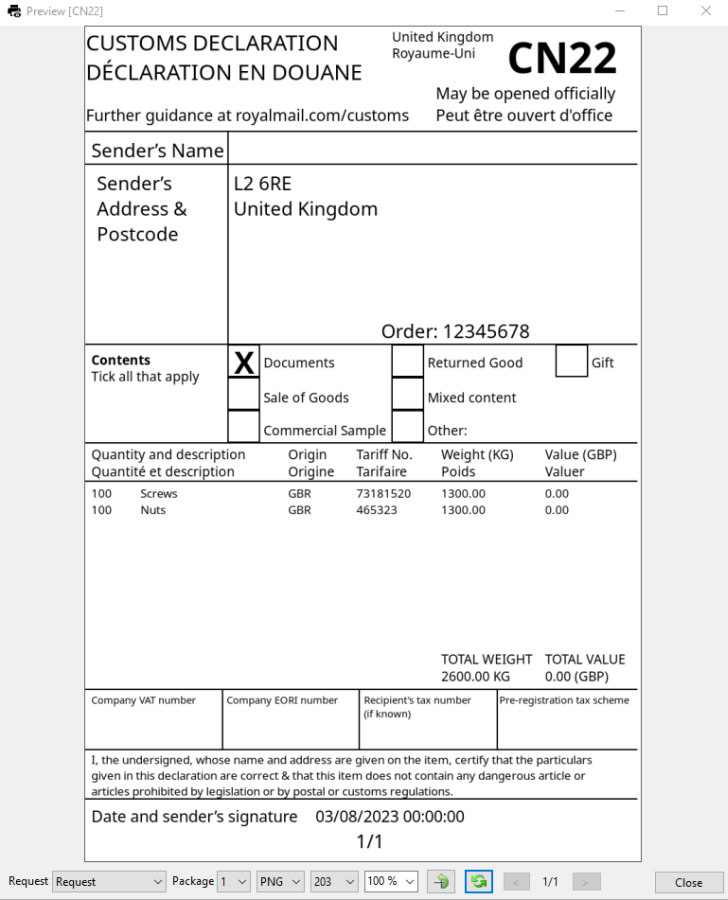 Preview [CN22]
CUSTOMS DECLARATION
DÉCLARATION EN DOUANE
United Kingdom
Royaume-Uni
CN22
May be opened officially
Further guidance at royalmail.com/customs
Peut être ouvert d'office
Sender's Name
Sender's
Address &
Postcode
L2 6RE
United Kingdom
Order: 12345678
Contents
Tick all that apply
X Documents
Returned Good
Gift
Sale of Goods
Mixed content
Commercial Sample
Other:
Quantity and description Origin Tariff No. Weight (KG) Value (GBP)
Quantité et description Origine Tarifaire Poids Valuer
100 Screws GBR 73181520 1300.00 0.00
100 Nuts GBR 465323 1300.00 0.00
TOTAL WEIGHT TOTAL VALUE
2600.00 KG 0.00 (GBP)
Company VAT number
Company EORI number
Recipient's tax number
(if known)
Pre-registration tax scheme
I, the undersigned, whose name and address are given on the item, certify that the particulars
given in this declaration are correct & that this item does not contain any dangerous article or
articles prohibited by legislation or by postal or customs regulations.
Date and sender's signature 03/08/2023 00:00:00
1/1
Request Request Package 1 PNG 203 100 % < 1/1 > Close